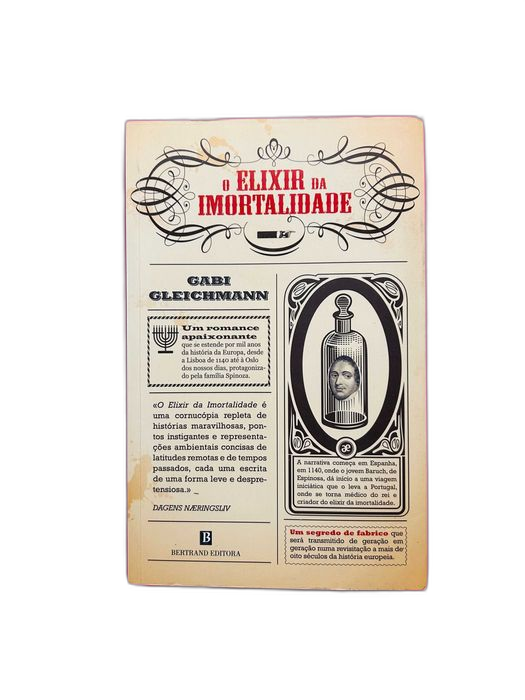 O ELIXIR DA
IMORTALIDADE
GABI
GLEICHMANN
Um romance
apaixonante
que se estende por mil anos
da história da Europa, desde
a Lisboa de 1140 até à Oslo
dos nossos dias, protagoniza-
do pela família Spinoza.
«O Elixir da Imortalidade é
uma cornucópia repleta de
histórias maravilhosas, pon-
tos instigantes e representa-
ções ambientais concisas de
latitudes remotas e de tempos
passados, cada uma escrita
de uma forma leve e despre-
tensiosa.» _
DAGENS NÆRINGSLIV
B
BERTRAND EDITORA
æ
A narrativa começa em Espanha,
em 1140, onde o jovem Baruch, de
Espinosa, dá início a uma viagem
iniciática que o leva a Portugal,
onde se torna médico do rei e
criador do elixir da imortalidade.
Um segredo de fabrico que
será transmitido de geração em
geração numa revisitação a mais de
oito séculos da história europeia.